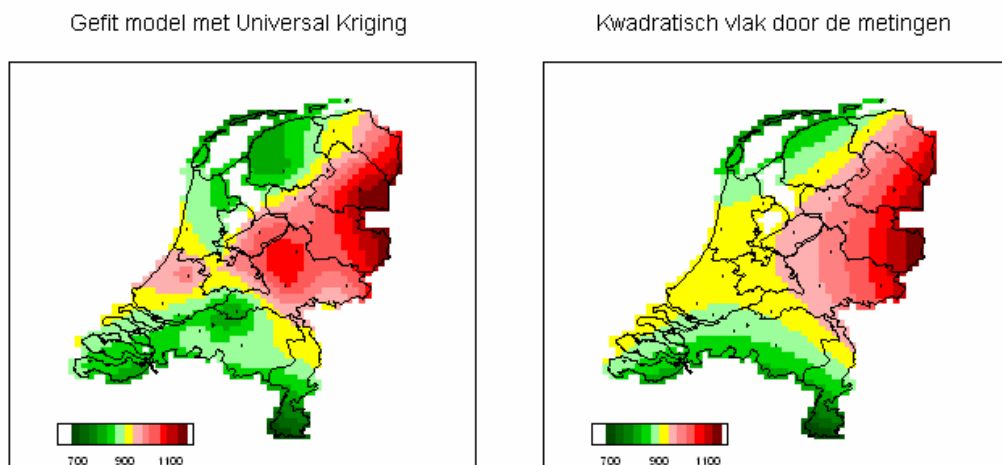 Gefit model met Universal Kriging
Kwadratisch vlak door de metingen
700 900 1100
700 900 1100